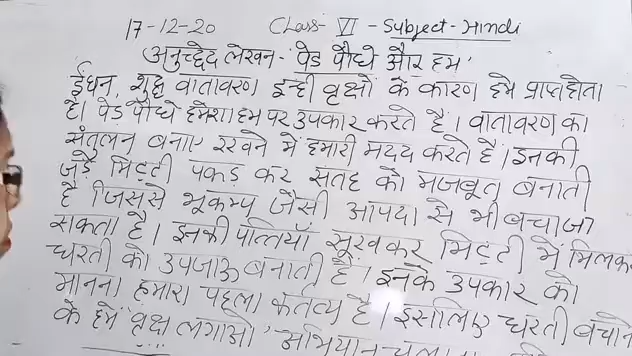 17-12-20 Class- VI - Subject - Hindi
अनुच्छेद लेखन- 'पेड पौधे और हम'
ईंधन, शुद्ध वातावरण इन्ही वृक्षों के कारण हमे प्राप्त होता
है। पेड पौधे हमेशा हम पर उपकार करते हैं। वातावरण का
संतुलन बनाए रखने में हमारी मदद करते हैं। इनकी
जड़े मिट्टी पकड़ कर सतह को मजबूत बनाती
है जिससे भूकम्प जैसी आपदा से भी बचा जा
सकता है। इनकी पत्तियाँ सूखकर मिट्टी में मिलकर
धरती को उपजाऊ बनाती हैं। इनके उपकार को
मानना हमारा पहला कर्तव्य है। इसलिए धरती बचाने
के हमें 'वृक्ष लगाओ' अभियान